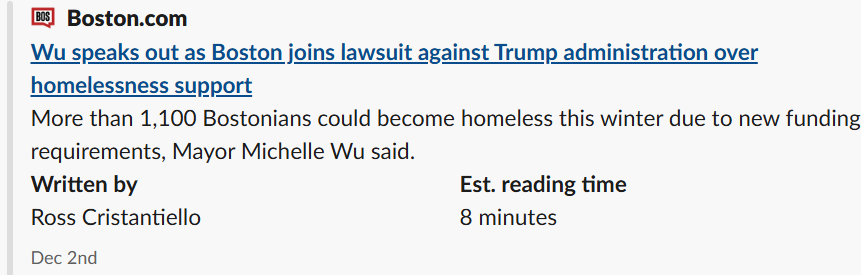 BOS Boston.com
Wu speaks out as Boston joins lawsuit against Trump administration over
homelessness support
More than 1,100 Bostonians could become homeless this winter due to new funding
requirements, Mayor Michelle Wu said.
Written by Est. reading time
Ross Cristantiello 8 minutes
Dec 2nd